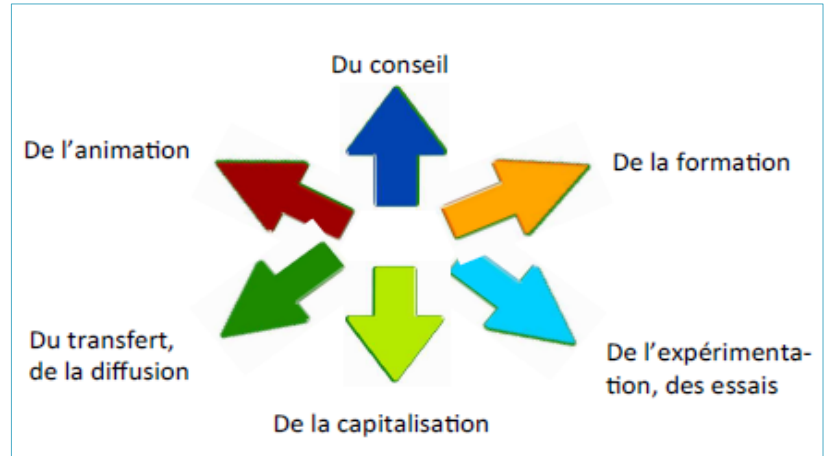 Du conseil
De l'animation
De la formation
Du transfert,
de la diffusion
De l'expérimenta-
tion, des essais
De la capitalisation